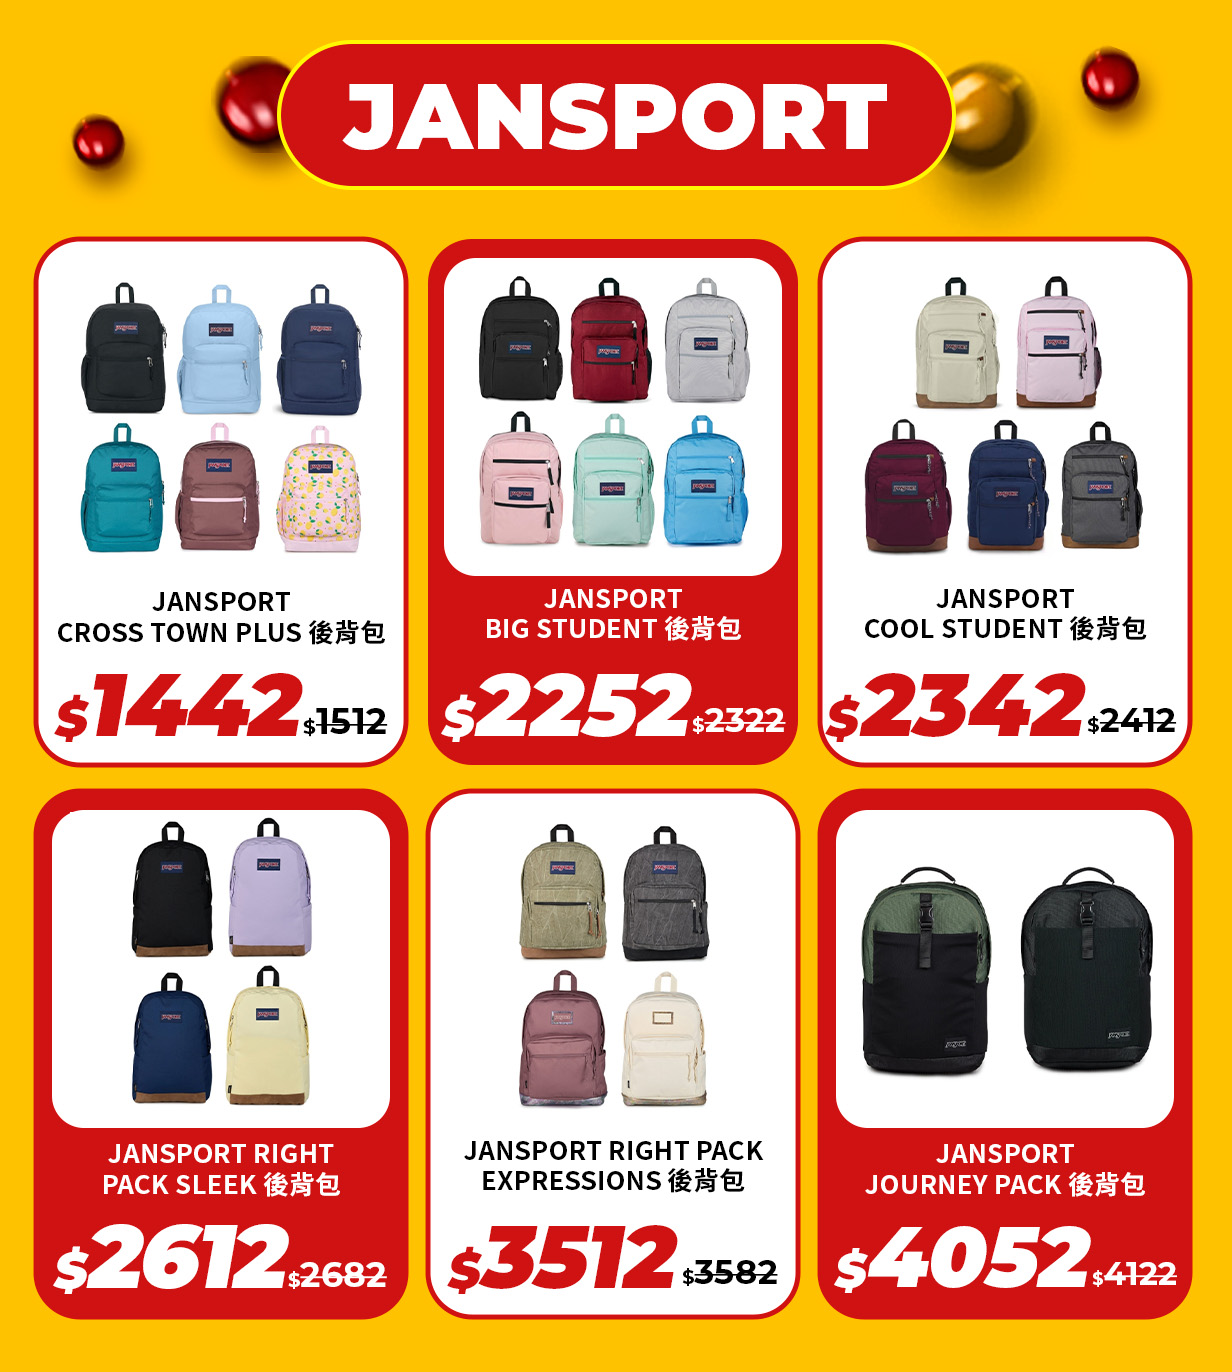 JANSPORT
JANSPORT
CROSS TOWN PLUS 後背包
$1442 $1512
JANSPORT
BIG STUDENT 後背包
$2252 $2322
JANSPORT
COOL STUDENT 後背包
$2342 $2412
JANSPORT RIGHT
PACK SLEEK 後背包
$2612 $2682
JANSPORT RIGHT PACK
EXPRESSIONS 後背包
$3512 $3582
JANSPORT
JOURNEY PACK 後背包
$4052 $4122